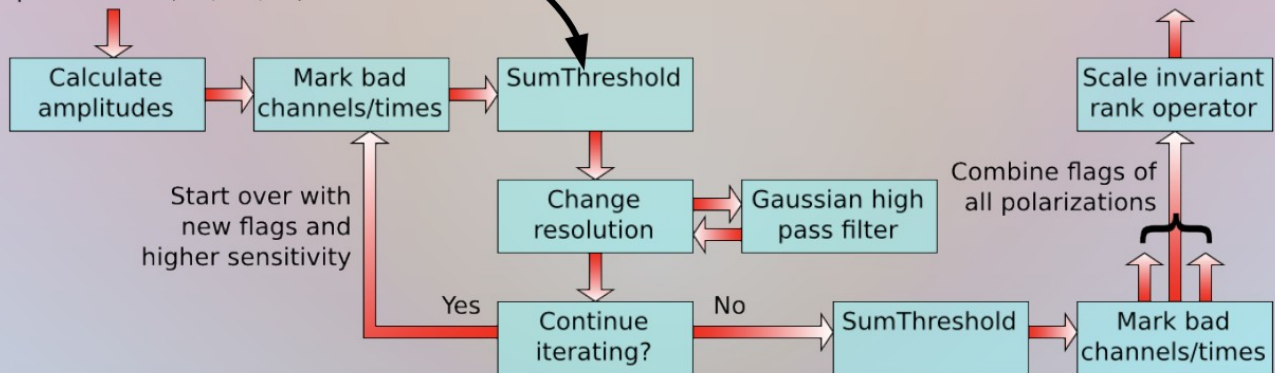 Calculate
amplitudes
Mark bad
channels/times
SumThreshold
Scale invariant
rank operator
Start over with
new flags and
higher sensitivity
Change
resolution
Gaussian high
pass filter
Combine flags of
all polarizations
Yes
Continue
iterating?
No
SumThreshold
Mark bad
channels/times